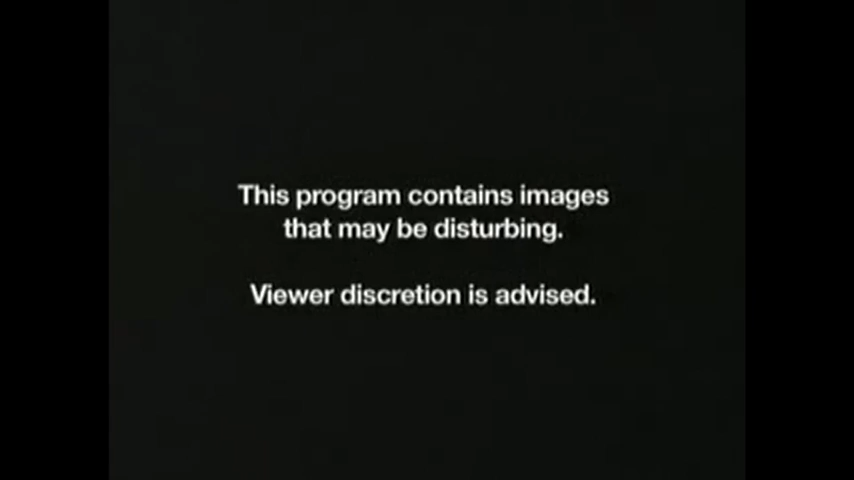 This program contains images
that may be disturbing.
Viewer discretion is advised.